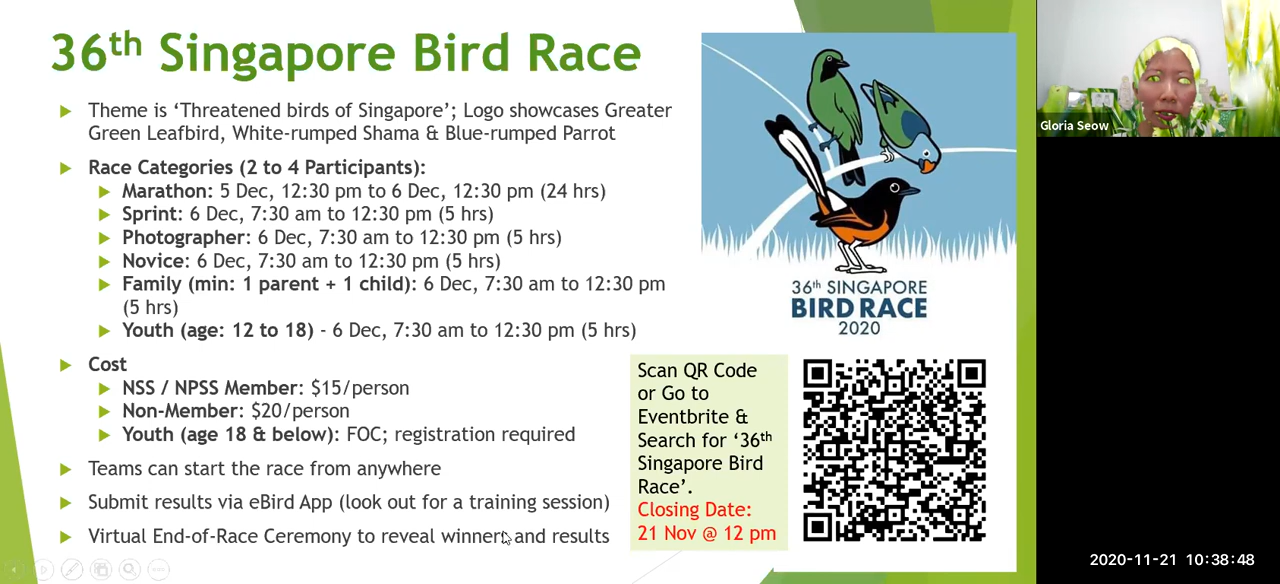 36th Singapore Bird Race
Theme is ‘Threatened birds of Singapore’; Logo showcases Greater
Green Leafbird, White-rumped Shama & Blue-rumped Parrot
Race Categories (2 to 4 Participants):
Marathon: 5 Dec, 12:30 pm to 6 Dec, 12:30 pm (24 hrs)
Sprint: 6 Dec, 7:30 am to 12:30 pm (5 hrs)
Photographer: 6 Dec, 7:30 am to 12:30 pm (5 hrs)
Novice: 6 Dec, 7:30 am to 12:30 pm (5 hrs)
Family (min: 1 parent + 1 child): 6 Dec, 7:30 am to 12:30 pm
(5 hrs)
Youth (age: 12 to 18) - 6 Dec, 7:30 am to 12:30 pm (5 hrs)
Cost
NSS / NPSS Member: $15/person
Non-Member: $20/person
Youth (age 18 & below): FOC; registration required
Teams can start the race from anywhere
Submit results via eBird App (look out for a training session)
Virtual End-of-Race Ceremony to reveal winners and results
36th SINGAPORE
BIRD RACE
2020
Scan QR Code
or Go to
Eventbrite &
Search for ‘36th
Singapore Bird
Race’.
Closing Date:
21 Nov @ 12 pm
Gloria Seow
2020-11-21 10:38:48